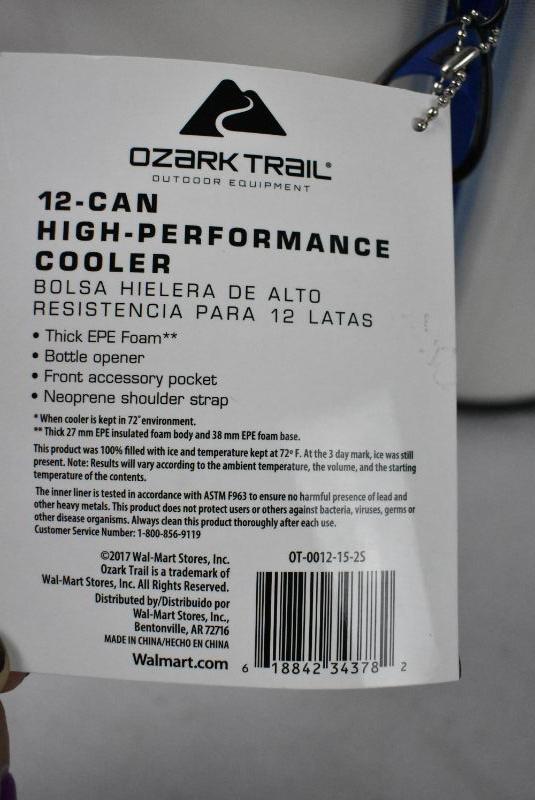 OZARK TRAIL®
OUTDOOR EQUIPMENT
12-CAN
HIGH-PERFORMANCE
COOLER
BOLSA HIELERA DE ALTO
RESISTENCIA PARA 12 LATAS
• Thick EPE Foam**
• Bottle opener
• Front accessory pocket
• Neoprene shoulder strap
* When cooler is kept in 72˚environment.
** Thick 27 mm EPE insulated foam body and 38 mm EPE foam base.
This product was 100% filled with ice and temperature kept at 72º F. At the 3 day mark, ice was still
present. Note: Results will vary according to the ambient temperature, the volume, and the starting
temperature of the contents.
The inner liner is tested in accordance with ASTM F963 to ensure no harmful presence of lead and
other heavy metals. This product does not protect users or others against bacteria, viruses, germs or
other disease organisms. Always clean this product thoroughly after each use.
Customer Service Number: 1-800-856-9119
©2017 Wal-Mart Stores, Inc.
Ozark Trail is a trademark of
Wal-Mart Stores, Inc. All Rights Reserved.
Distributed by/Distribuido por
Wal-Mart Stores, Inc.,
Bentonville, AR 72716
MADE IN CHINA/HECHO EN CHINA
Walmart.com
OT-0012-15-2S
6 18842 34378 2